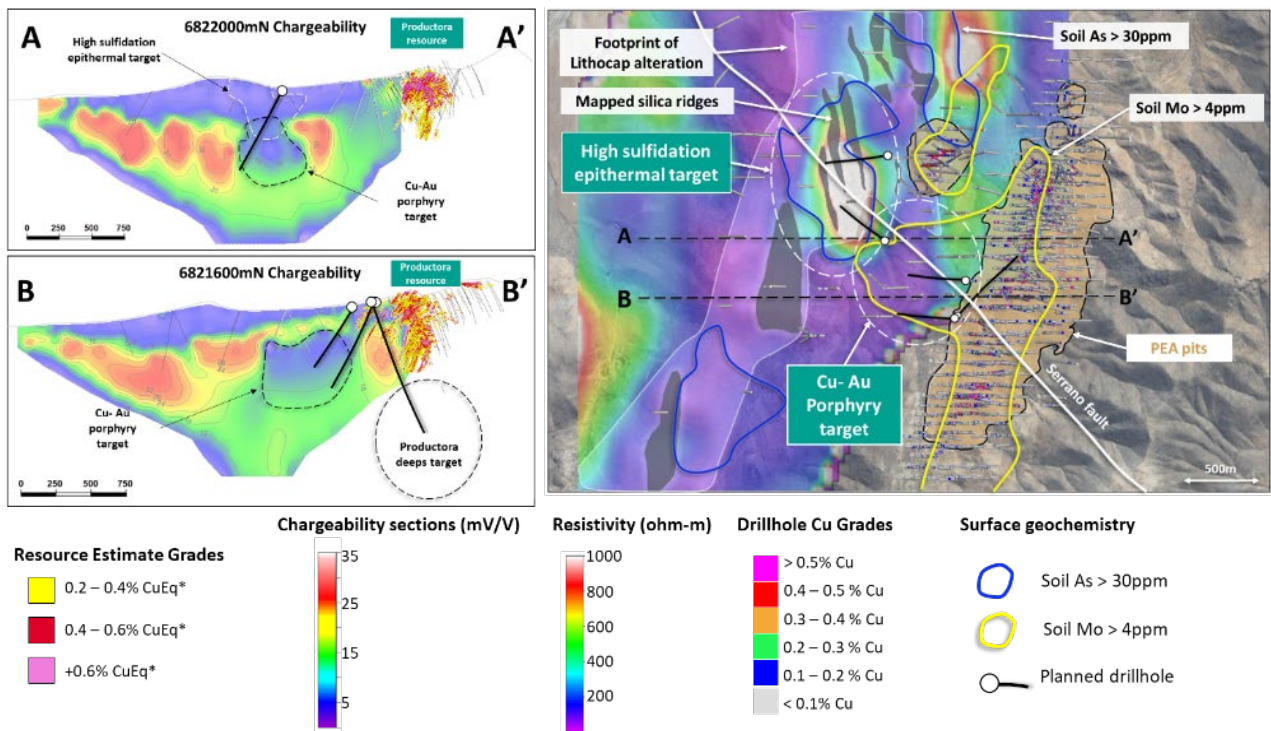 A
6822000mN Chargeability
Productora
resource
A’
High sulfidation
epithermal target
Cu-Au
porphyry
target
0 250 500 750
B
6821600mN Chargeability
Productora
resource
B’
Cu- Au
porphyry
target
Productora
deeps target
0 250 500 750
Footprint of
Lithocap alteration
Soil As > 30ppm
Mapped silica ridges
Soil Mo > 4ppm
High sulfidation
epithermal target
A
A’
B
B’
PEA pits
Cu- Au
Porphyry
target
Serrano fault
500m
Resource Estimate Grades
0.2 – 0.4% CuEq*
0.4 – 0.6% CuEq*
+0.6% CuEq*
Chargeability sections (mV/V)
35
25
15
5
Resistivity (ohm-m)
1000
800
600
400
200
Drillhole Cu Grades
> 0.5% Cu
0.4 – 0.5 % Cu
0.3 – 0.4 % Cu
0.2 – 0.3 % Cu
0.1 – 0.2 % Cu
< 0.1% Cu
Surface geochemistry
Soil As > 30ppm
Soil Mo > 4ppm
Planned drillhole